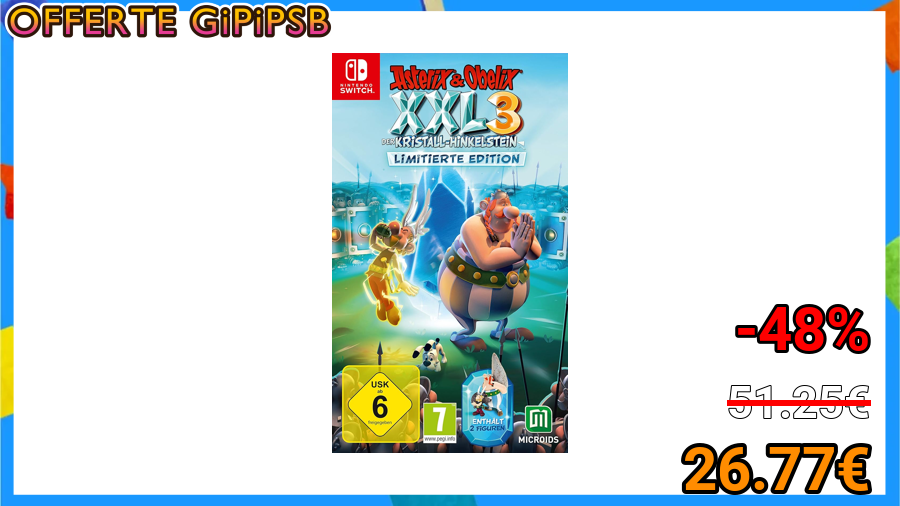 OFFERTE GiPiPSB
NINTENDO
SWITCH.
Asterix & Obelix
XXL3
DER KRISTALL-HINKELSTEIN
LIMITIERTE EDITION
-48%
51.25€
26.77€
USK
ab
6
freigegeben
7
www.pegi.info
ENTHÄLT
2 FIGUREN
MICROIDS